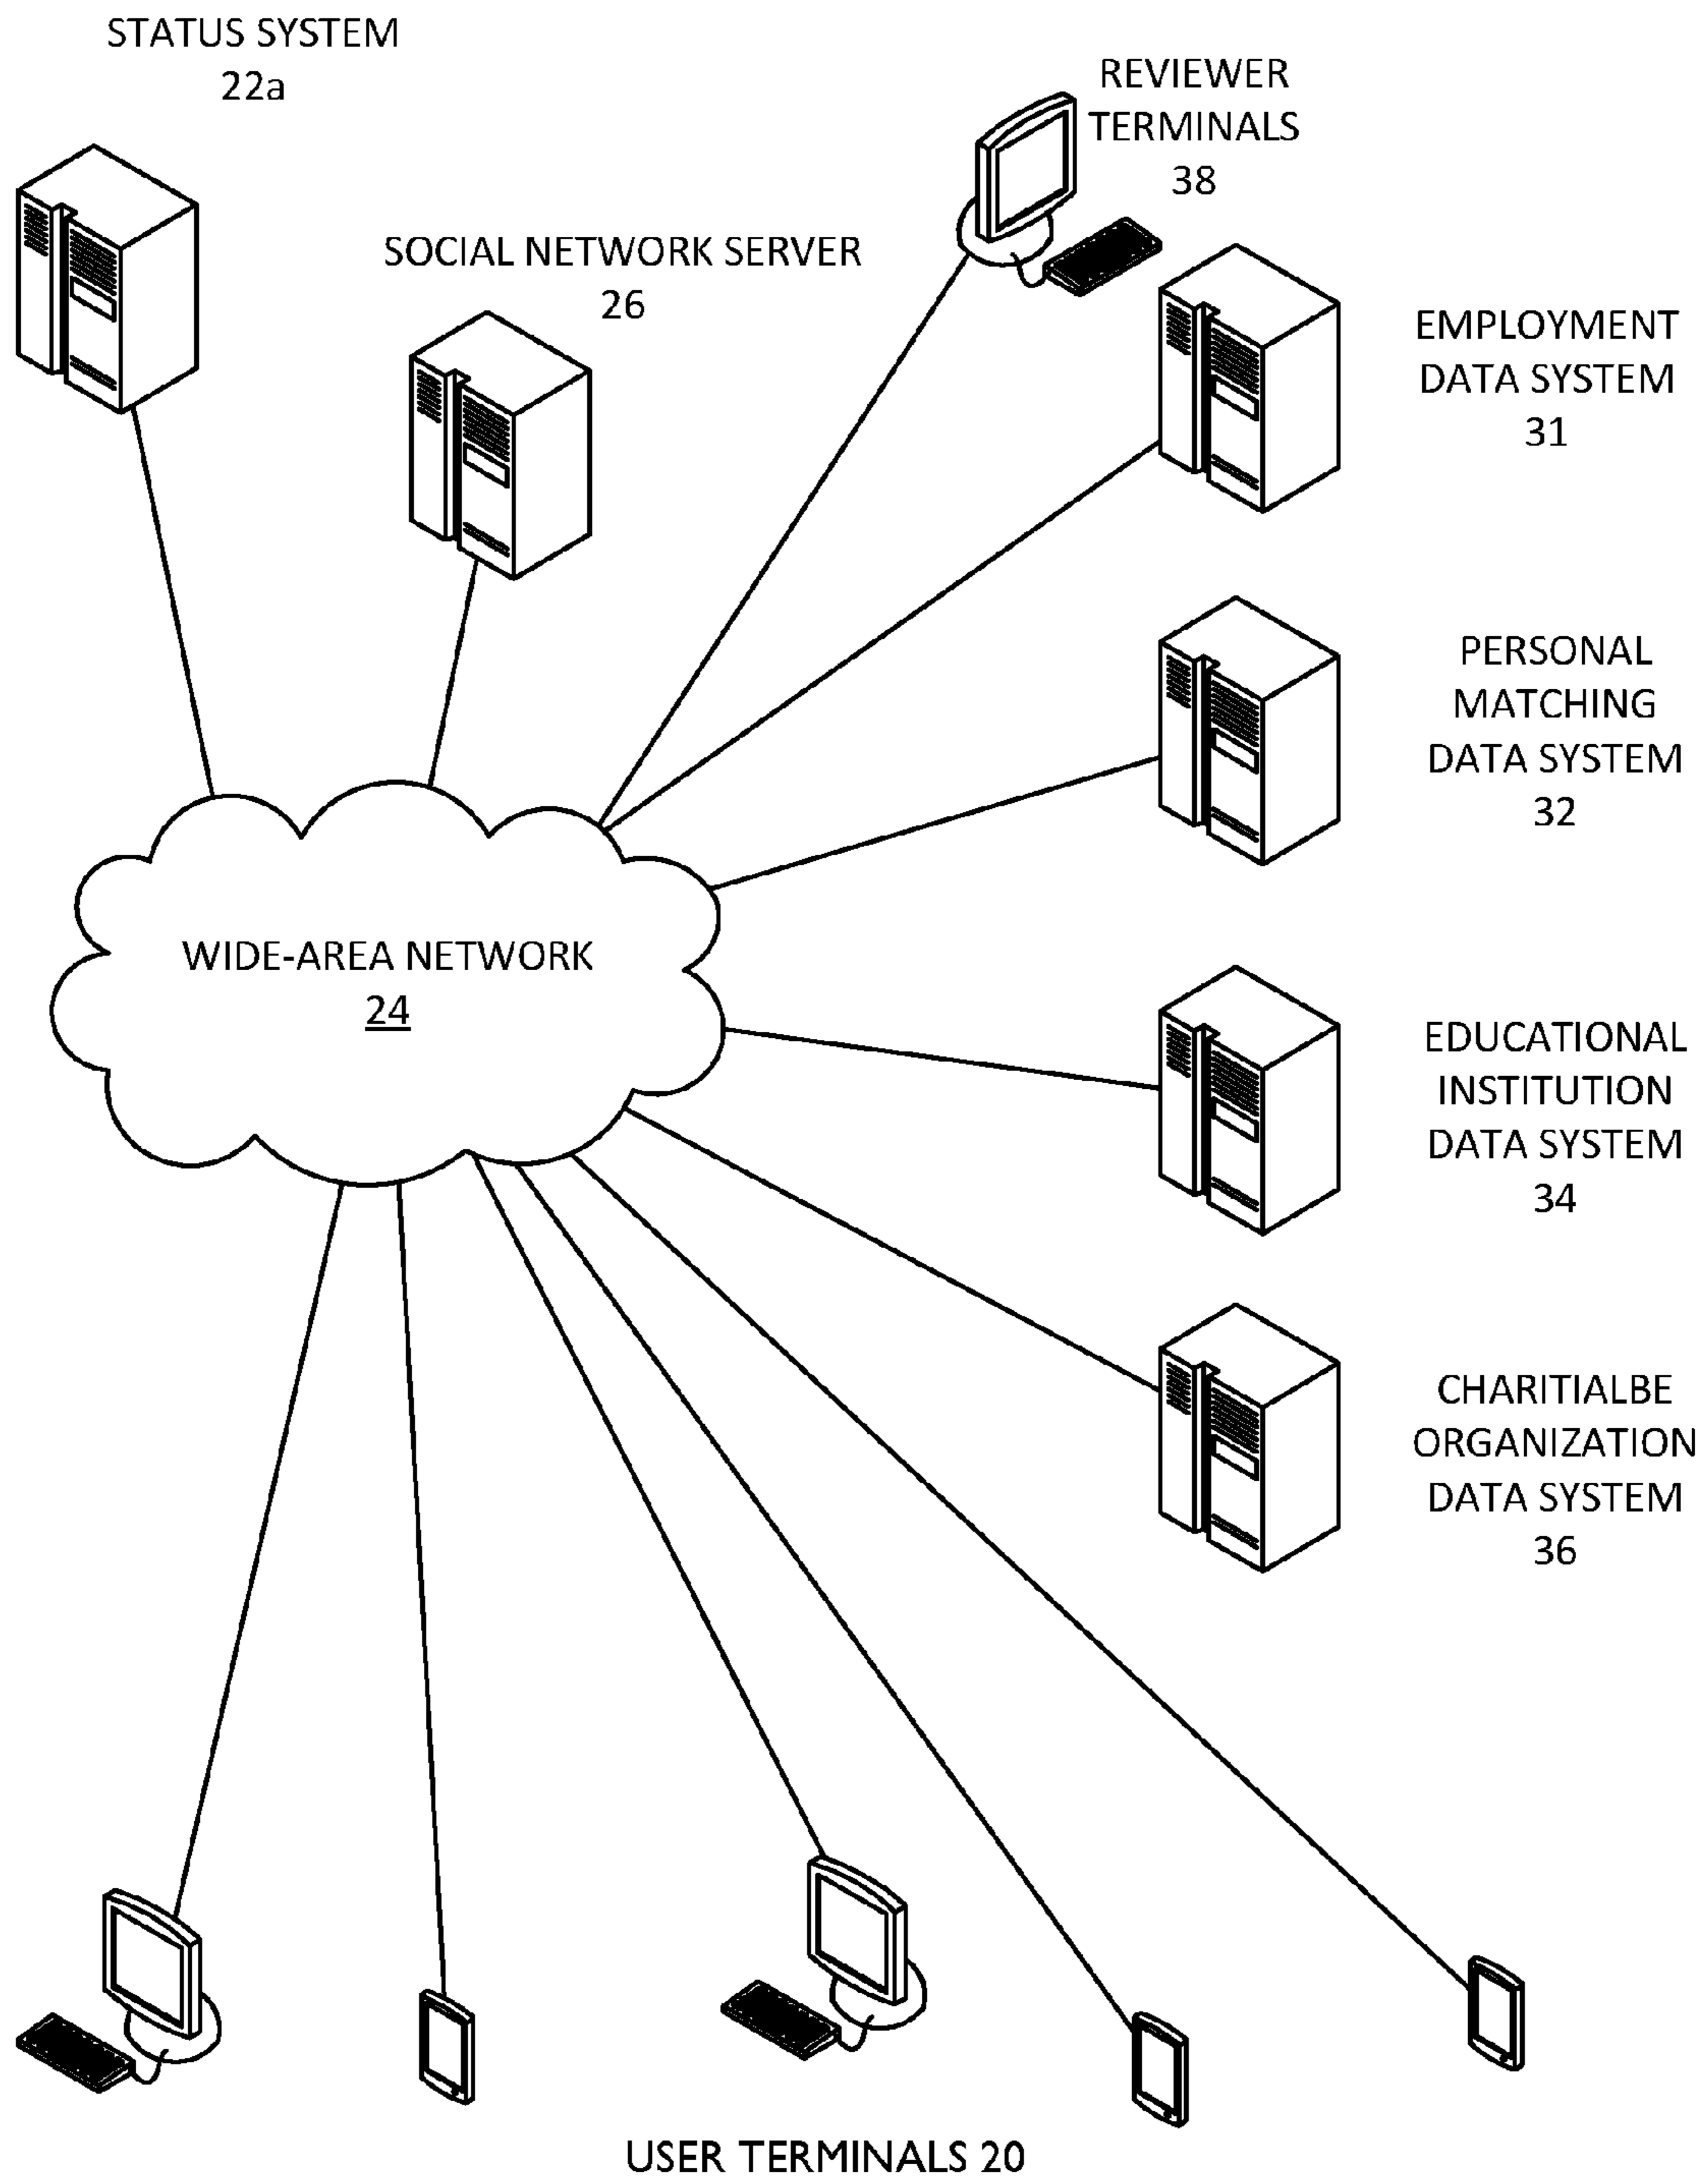 STATUS SYSTEM
22a
REVIEWER
TERMINALS
38
SOCIAL NETWORK SERVER
26
EMPLOYMENT
DATA SYSTEM
31
PERSONAL
MATCHING
DATA SYSTEM
32
WIDE-AREA NETWORK
24
EDUCATIONAL
INSTITUTION
DATA SYSTEM
34
CHARITIALBE
ORGANIZATION
DATA SYSTEM
36
USER TERMINALS 20